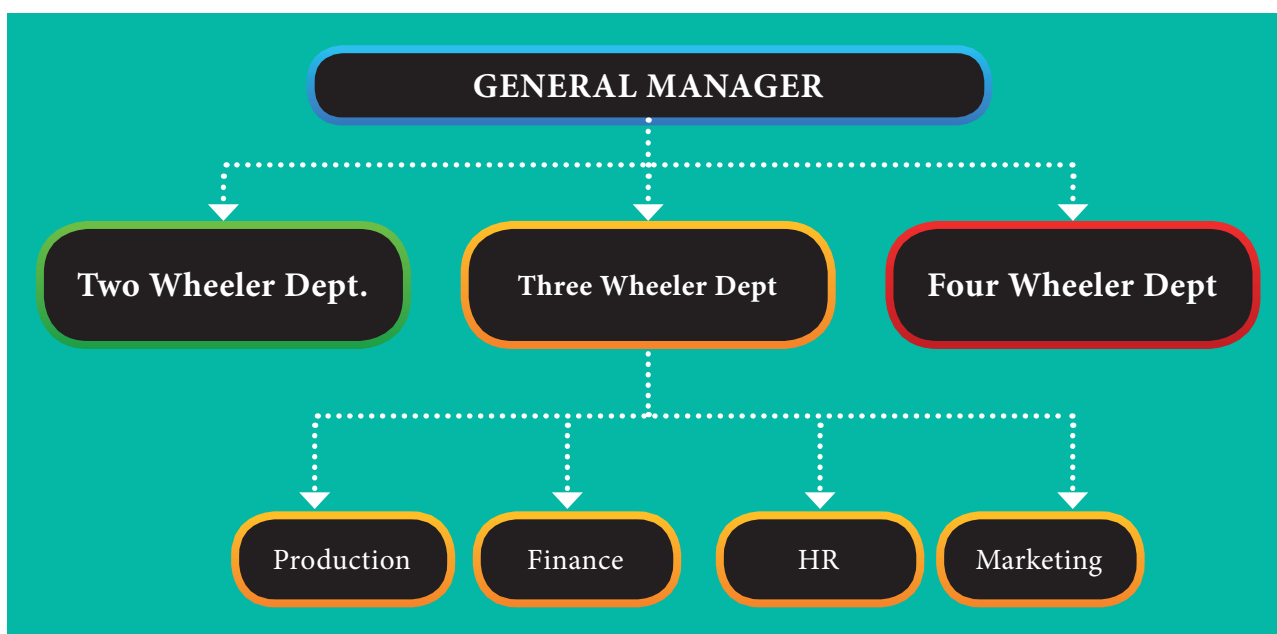 GENERAL MANAGER
Two Wheeler Dept.
Three Wheeler Dept
Four Wheeler Dept
Production
Finance
HR
Marketing